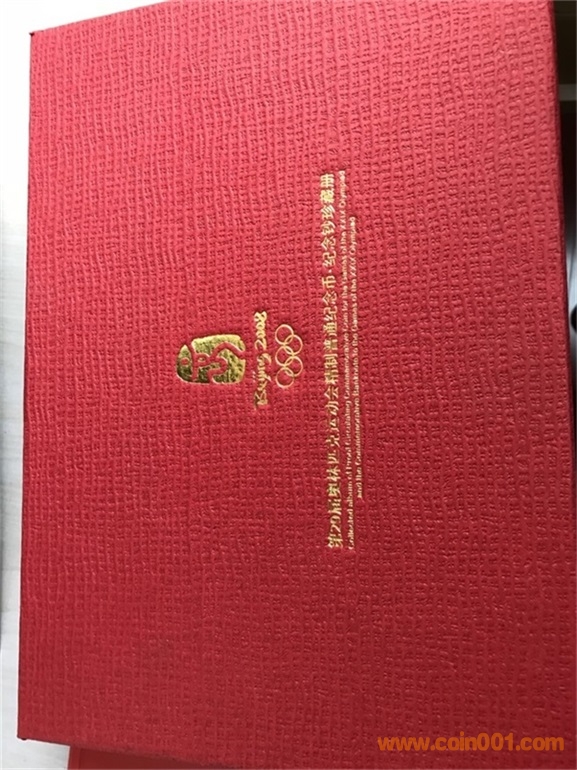 Beijing 2008
第29届奥林匹克运动会精制普通纪念币·纪念钞珍藏册
Collected album of Proof Circulating Commemorative Coin for the Games of the XXIX Olympiad
and the Commemorative Banknote to the Games of the XXIX Olympiad
www.coin001.com